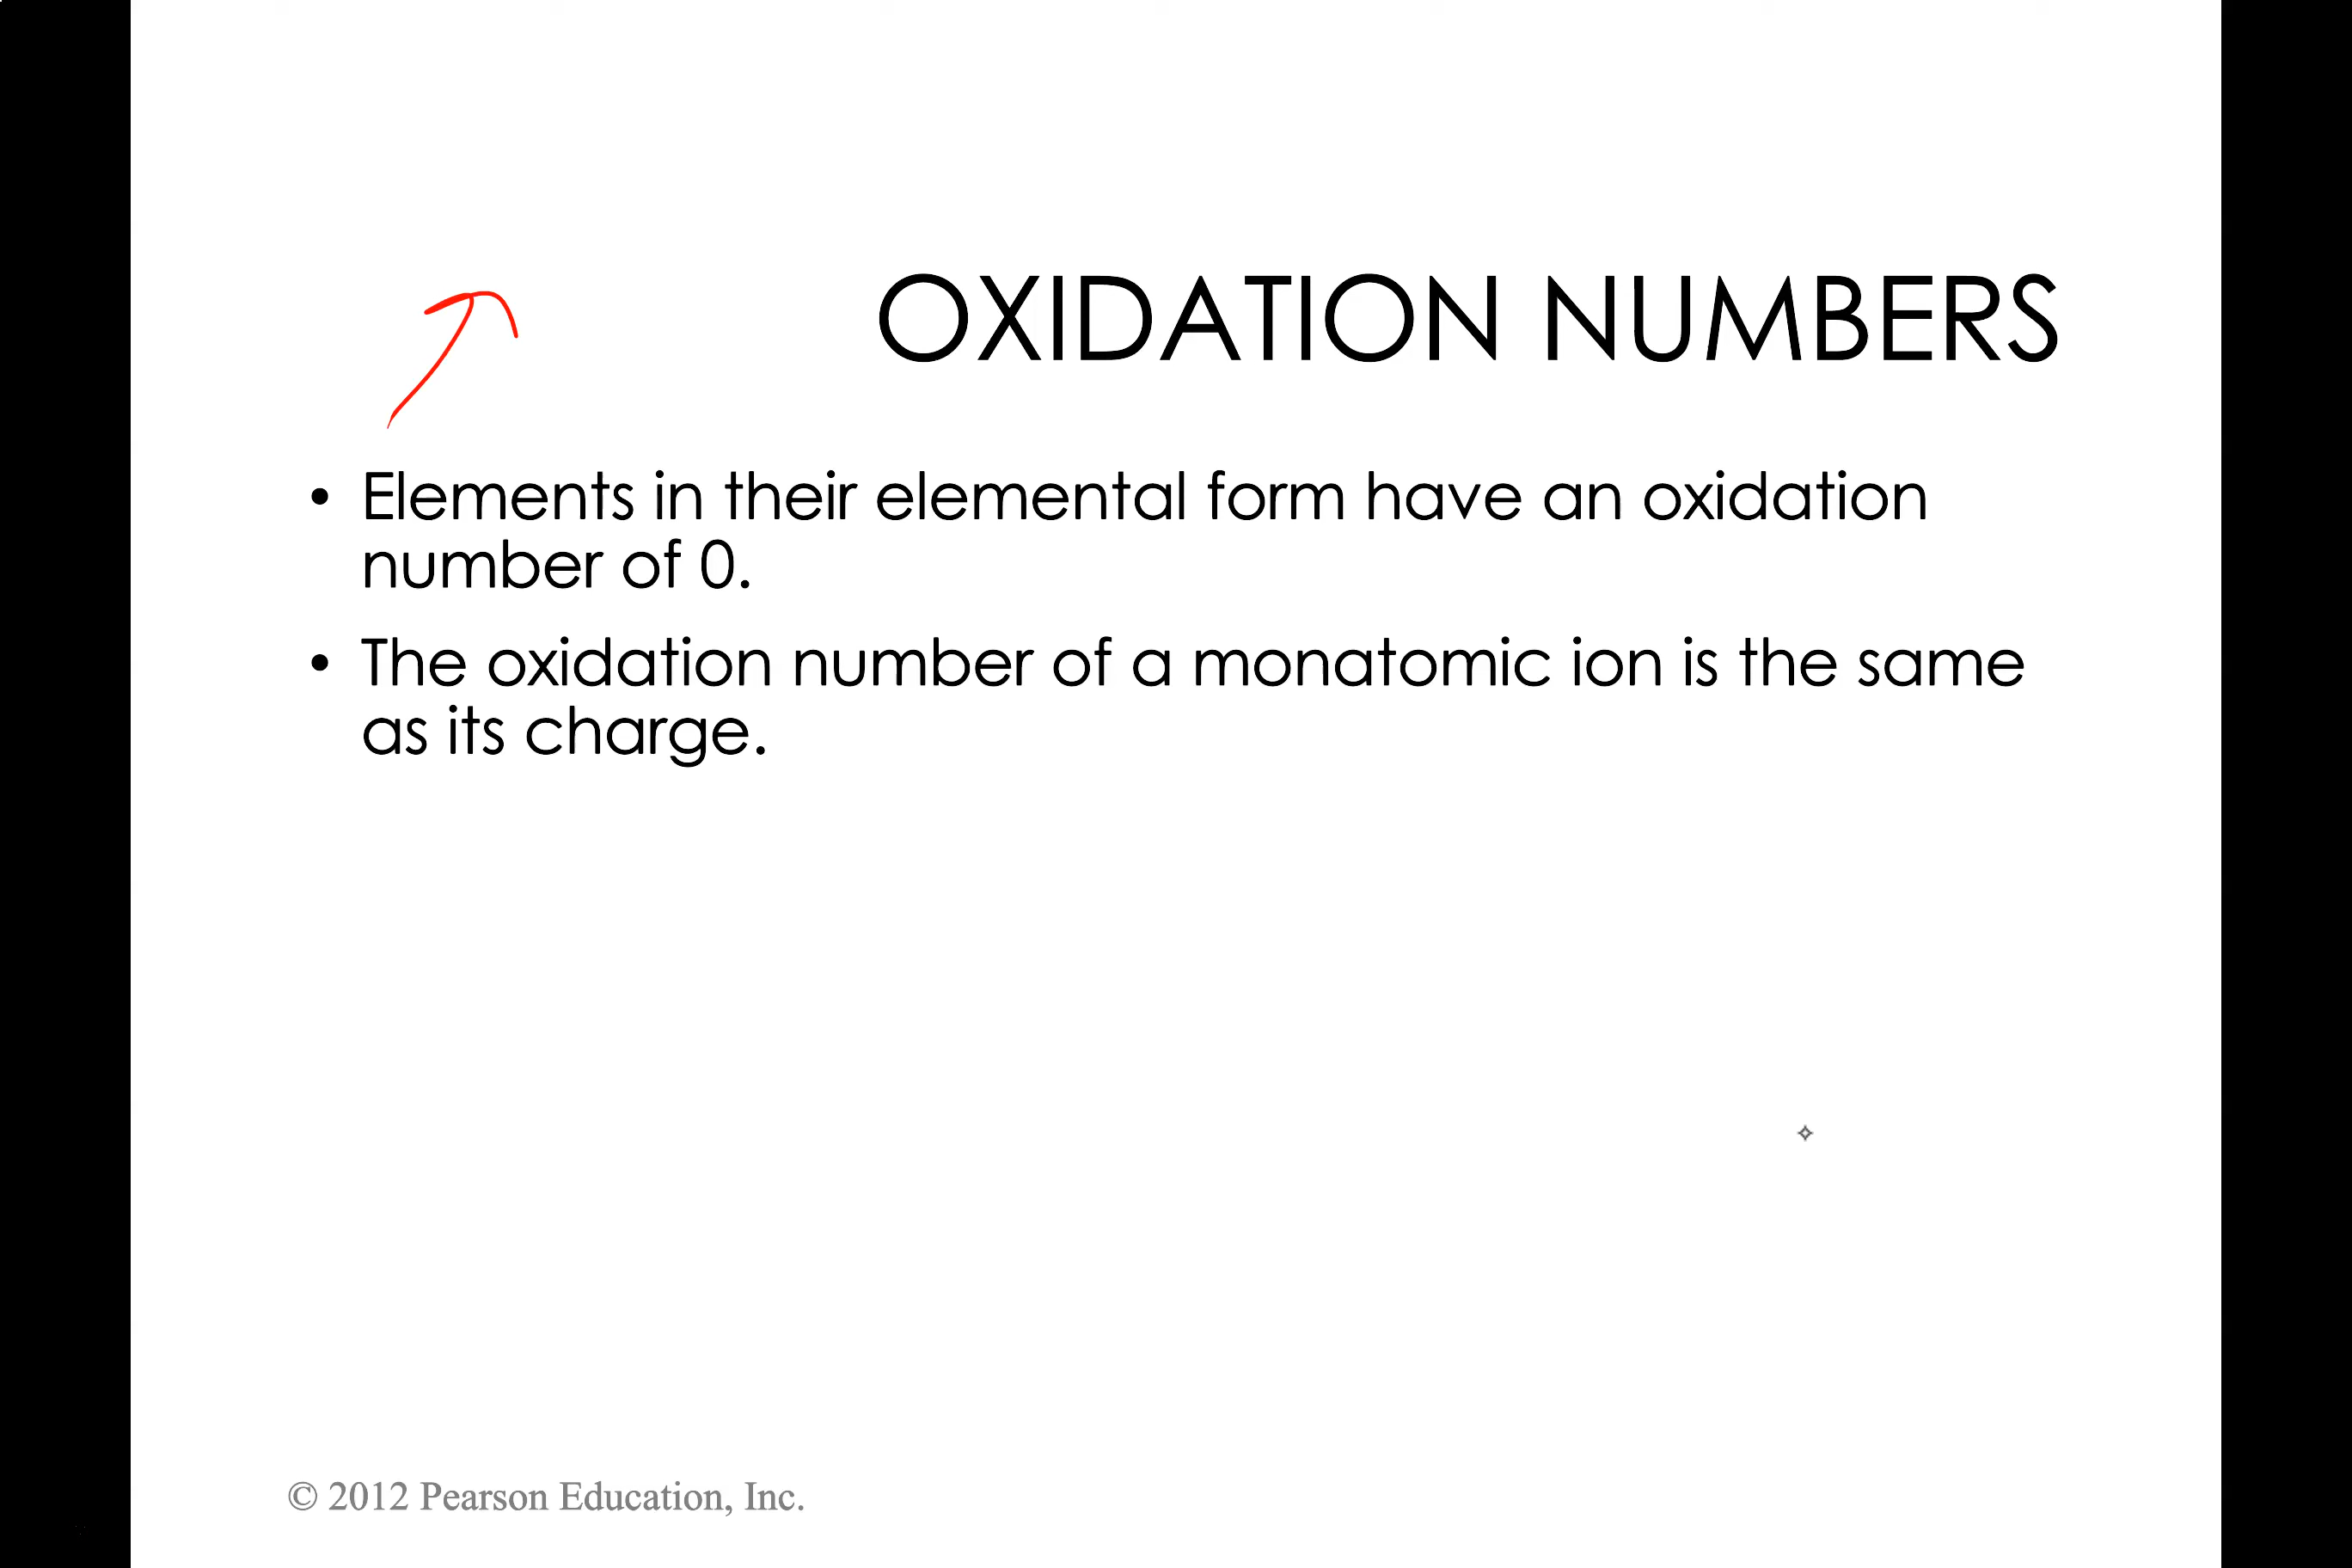 OXIDATION NUMBERS
• Elements in their elemental form have an oxidation
number of 0.
• The oxidation number of a monatomic ion is the same
as its charge.
© 2012 Pearson Education, Inc.